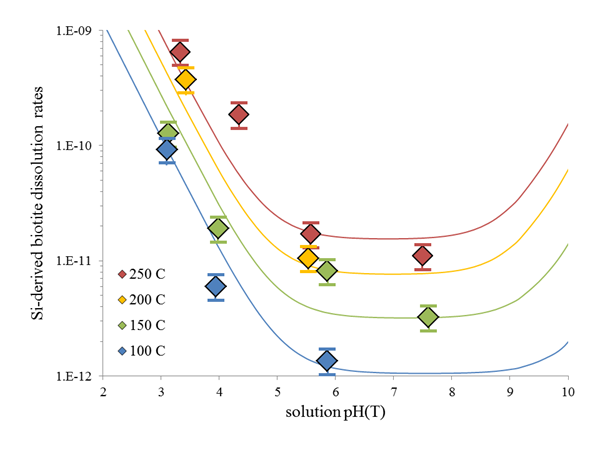 1.E-09
1.E-10
1.E-11
1.E-12
Si-derived biotite dissolution rates
250 C
200 C
150 C
100 C
2 3 4 5 6 7 8 9 10
solution pH(T)